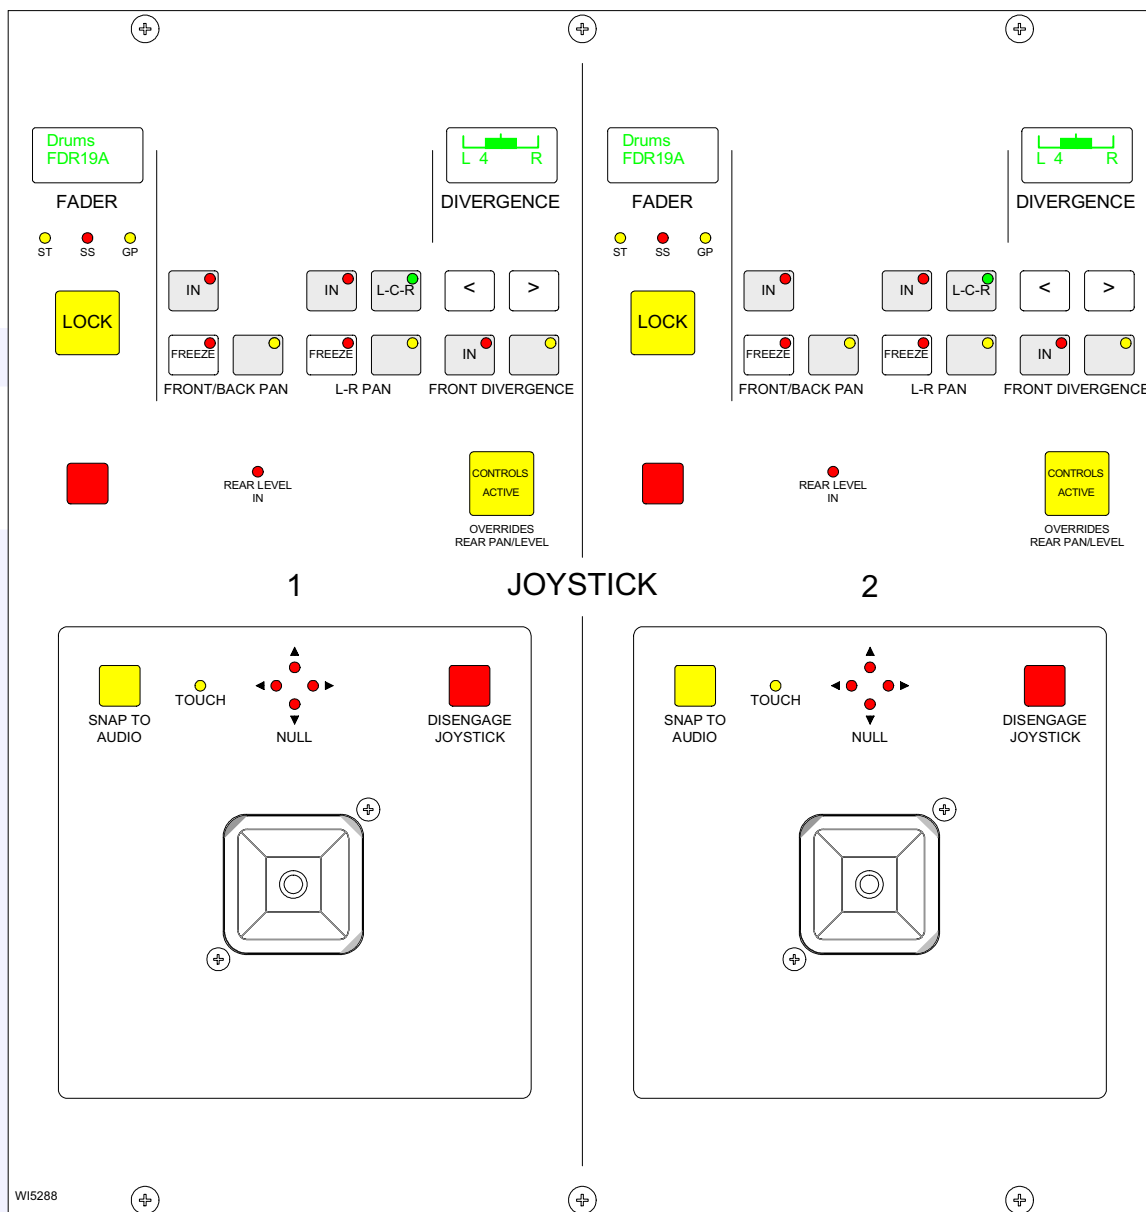 Drums
FDR19A
FADER
ST SS GP
LOCK
L 4 R
DIVERGENCE
IN
IN
L-C-R
<
>
FREEZE
FREEZE
IN
FRONT/BACK PAN
L-R PAN
FRONT DIVERGENCE
REAR LEVEL
IN
CONTROLS
ACTIVE
OVERRIDES
REAR PAN/LEVEL
Drums
FDR19A
FADER
ST SS GP
LOCK
L 4 R
DIVERGENCE
IN
IN
L-C-R
<
>
FREEZE
FREEZE
IN
FRONT/BACK PAN
L-R PAN
FRONT DIVERGENCE
REAR LEVEL
IN
CONTROLS
ACTIVE
OVERRIDES
REAR PAN/LEVEL
1 JOYSTICK 2
SNAP TO
AUDIO
TOUCH
NULL
DISENGAGE
JOYSTICK
SNAP TO
AUDIO
TOUCH
NULL
DISENGAGE
JOYSTICK
WI5288